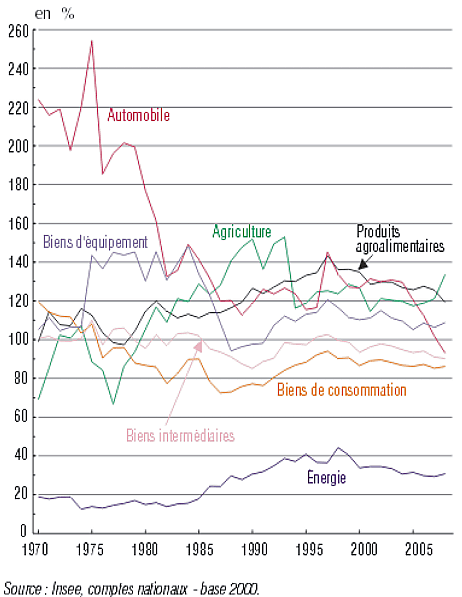 en %
260
240
220
200
180
160
140
120
100
80
60
40
20
0
Automobile
Agriculture
Produits
agroalimentaires
Biens d'équipement
Biens de consommation
Biens intermédiaires
Energie
1970 1975 1980 1985 1990 1995 2000 2005
Source : Insee, comptes nationaux - base 2000.